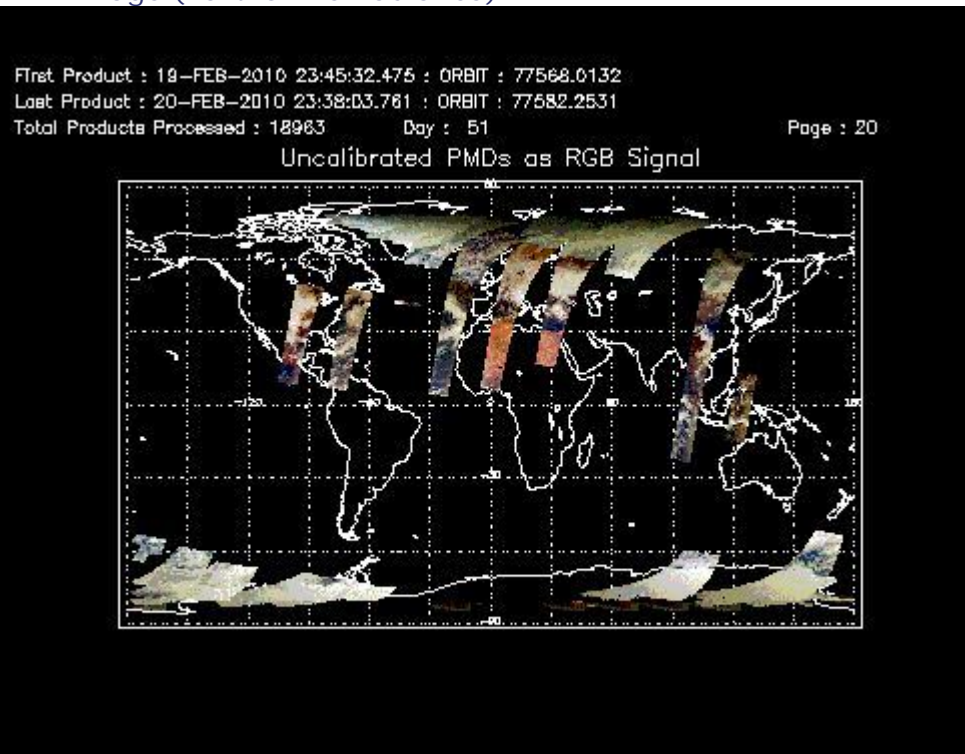 First Product : 19-FEB-2010 23:45:32.475 : ORBIT : 77568.0132
Last Product : 20-FEB-2010 23:38:03.761 : ORBIT : 77582.2531
Total Products Processed : 18963 Day : 51 Page : 20
Uncalibrated PMDs as RGB Signal